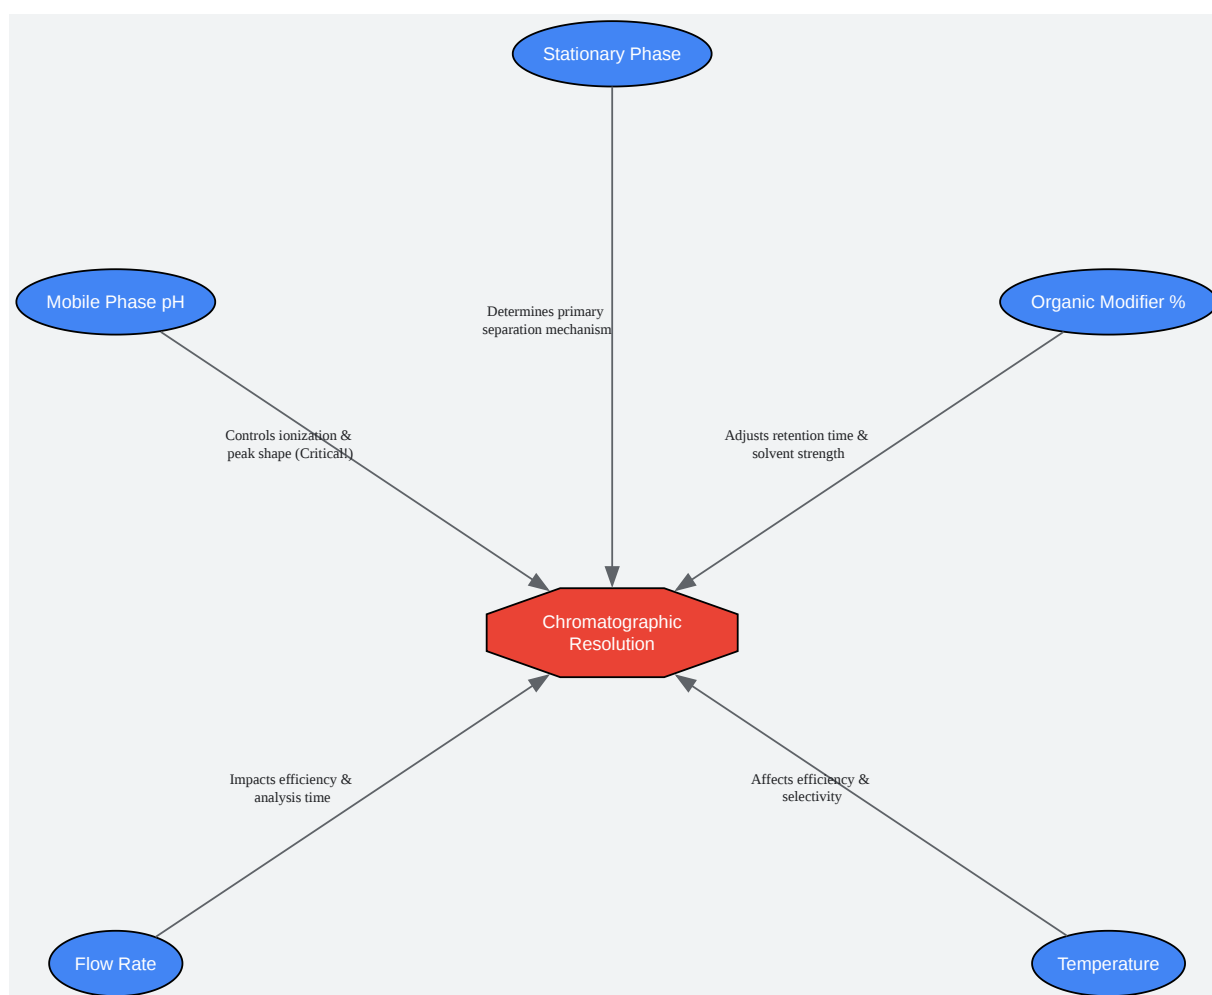 Stationary Phase
Mobile Phase pH
Organic Modifier %
Determines primary
separation mechanism
Controls ionization &
peak shape (Critical!)
Adjusts retention time &
solvent strength
Chromatographic
Resolution
Impacts efficiency &
analysis time
Affects efficiency &
selectivity
Flow Rate
Temperature